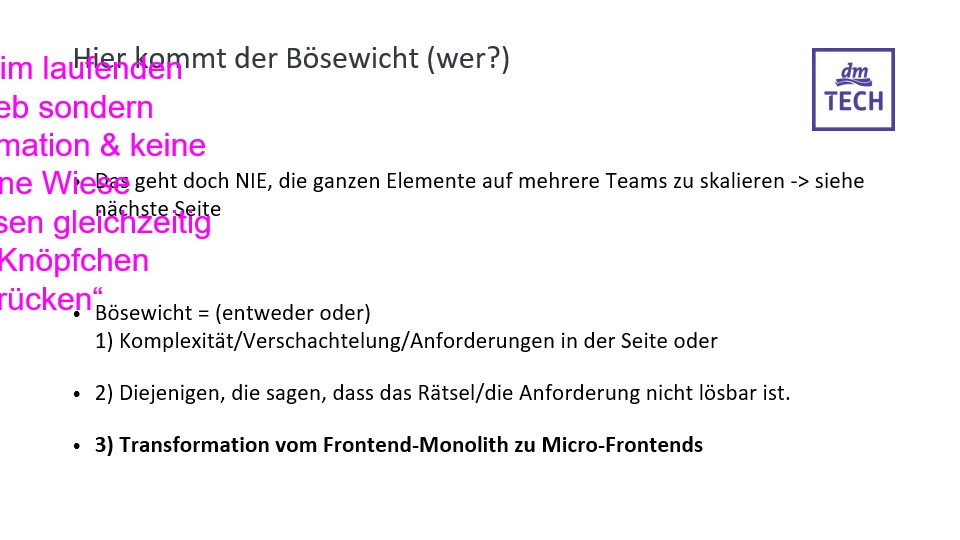 Hier kommt der Bösewicht (wer?)
dm
TECH
im laufenden
eb sondern
mation & keine
ne Wiese
sen gleichzeitig
Knöpfchen
rücken“
• Das geht doch NIE, die ganzen Elemente auf mehrere Teams zu skalieren -> siehe
nächste Seite
• Bösewicht = (entweder oder)
1) Komplexität/Verschachtelung/Anforderungen in der Seite oder
• 2) Diejenigen, die sagen, dass das Rätsel/die Anforderung nicht lösbar ist.
• 3) Transformation vom Frontend-Monolith zu Micro-Frontends